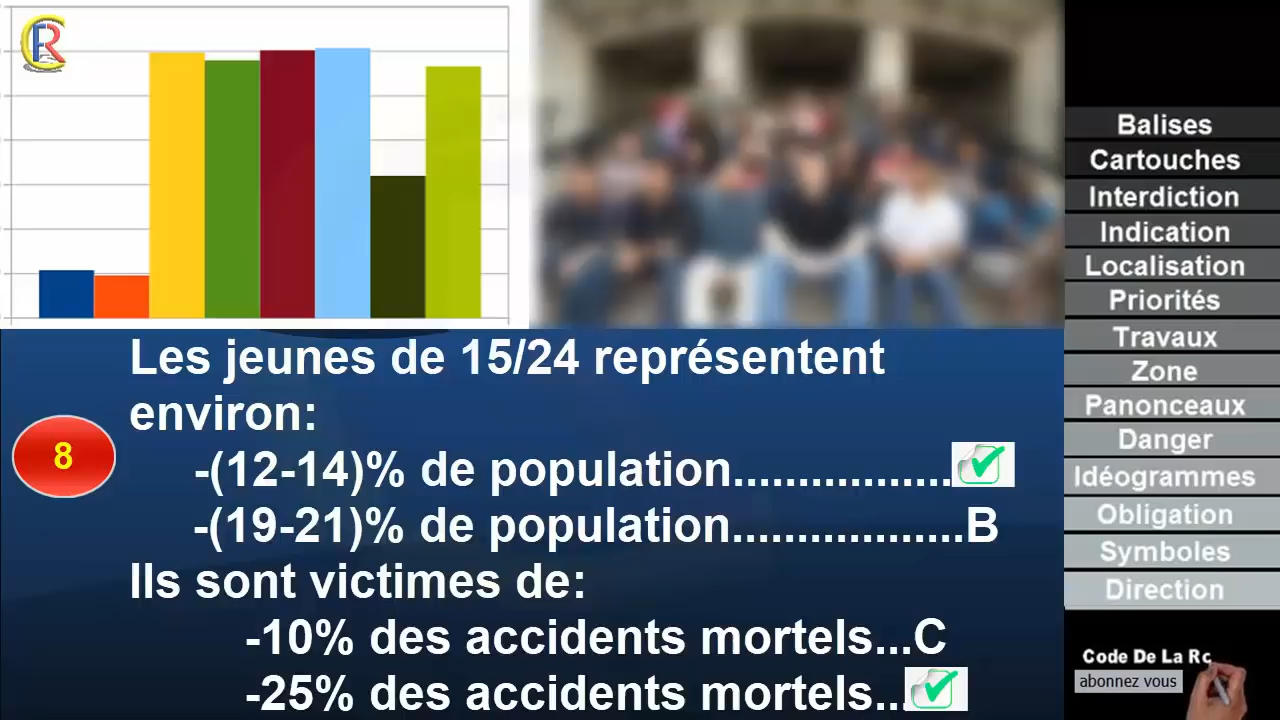 CFR
Les jeunes de 15/24 représentent
environ:
8
-(12-14)% de population.................
-(19-21)% de population..................B
Ils sont victimes de:
-10% des accidents mortels...C
-25% des accidents mortels...
Balises
Cartouches
Interdiction
Indication
Localisation
Priorités
Travaux
Zone
Panonceaux
Danger
Idéogrammes
Obligation
Symboles
Direction
Code De La Rc
abonnez vous